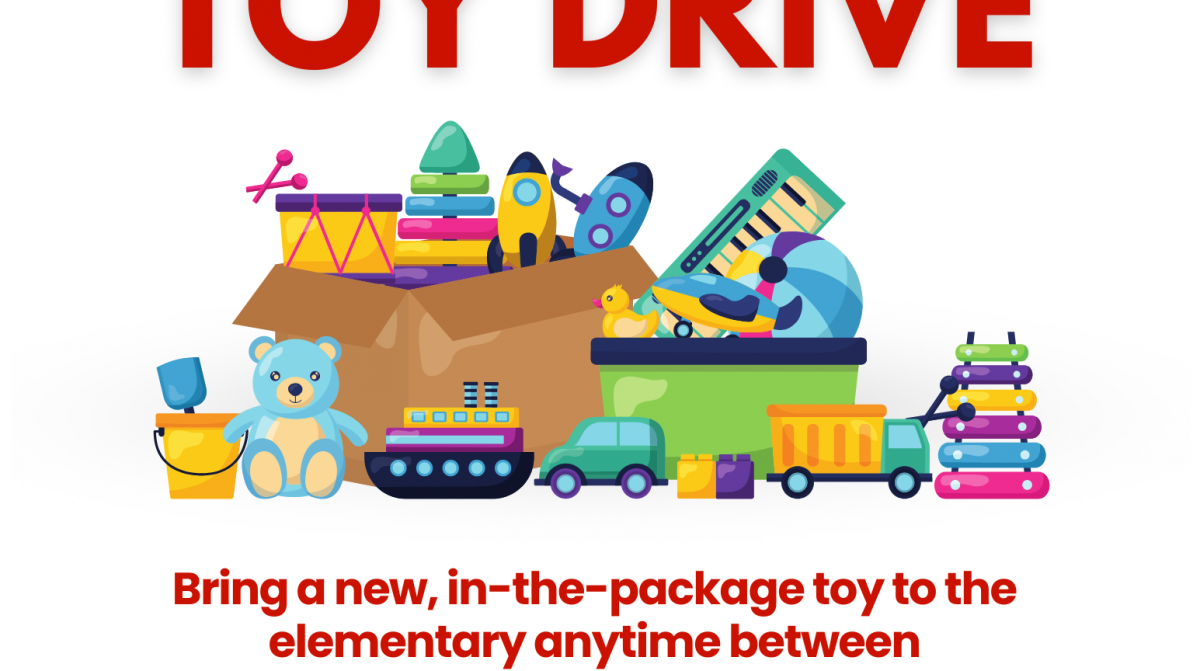 TOY DRIVE
Bring a new, in-the-package toy to the
elementary anytime between